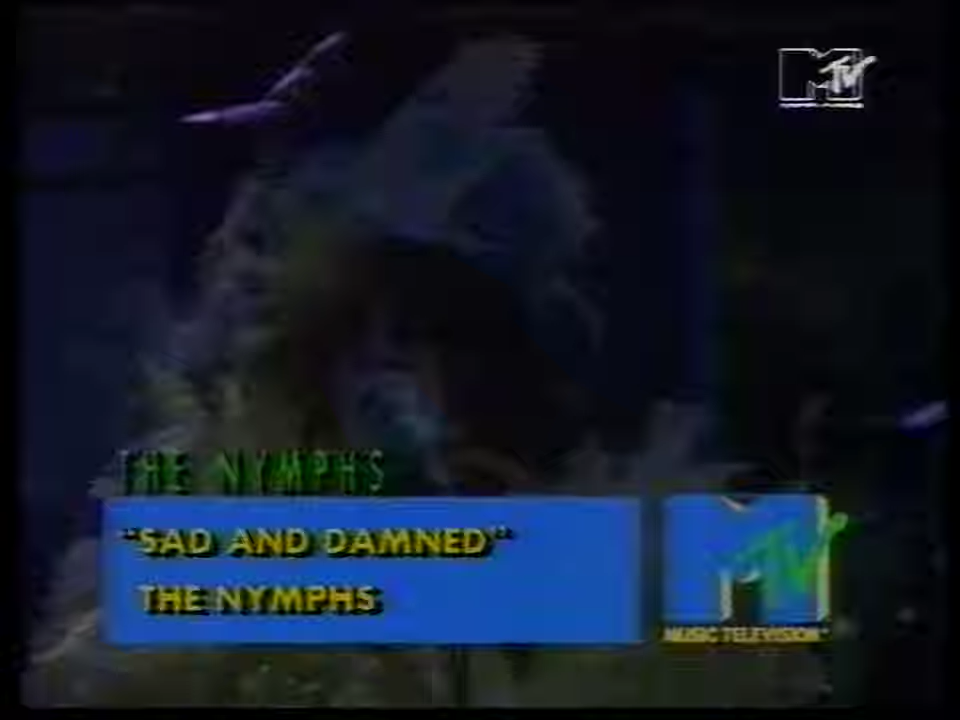 MTV
THE NYMPHS
"SAD AND DAMNED"
THE NYMPHS
MTV
MUSIC TELEVISION